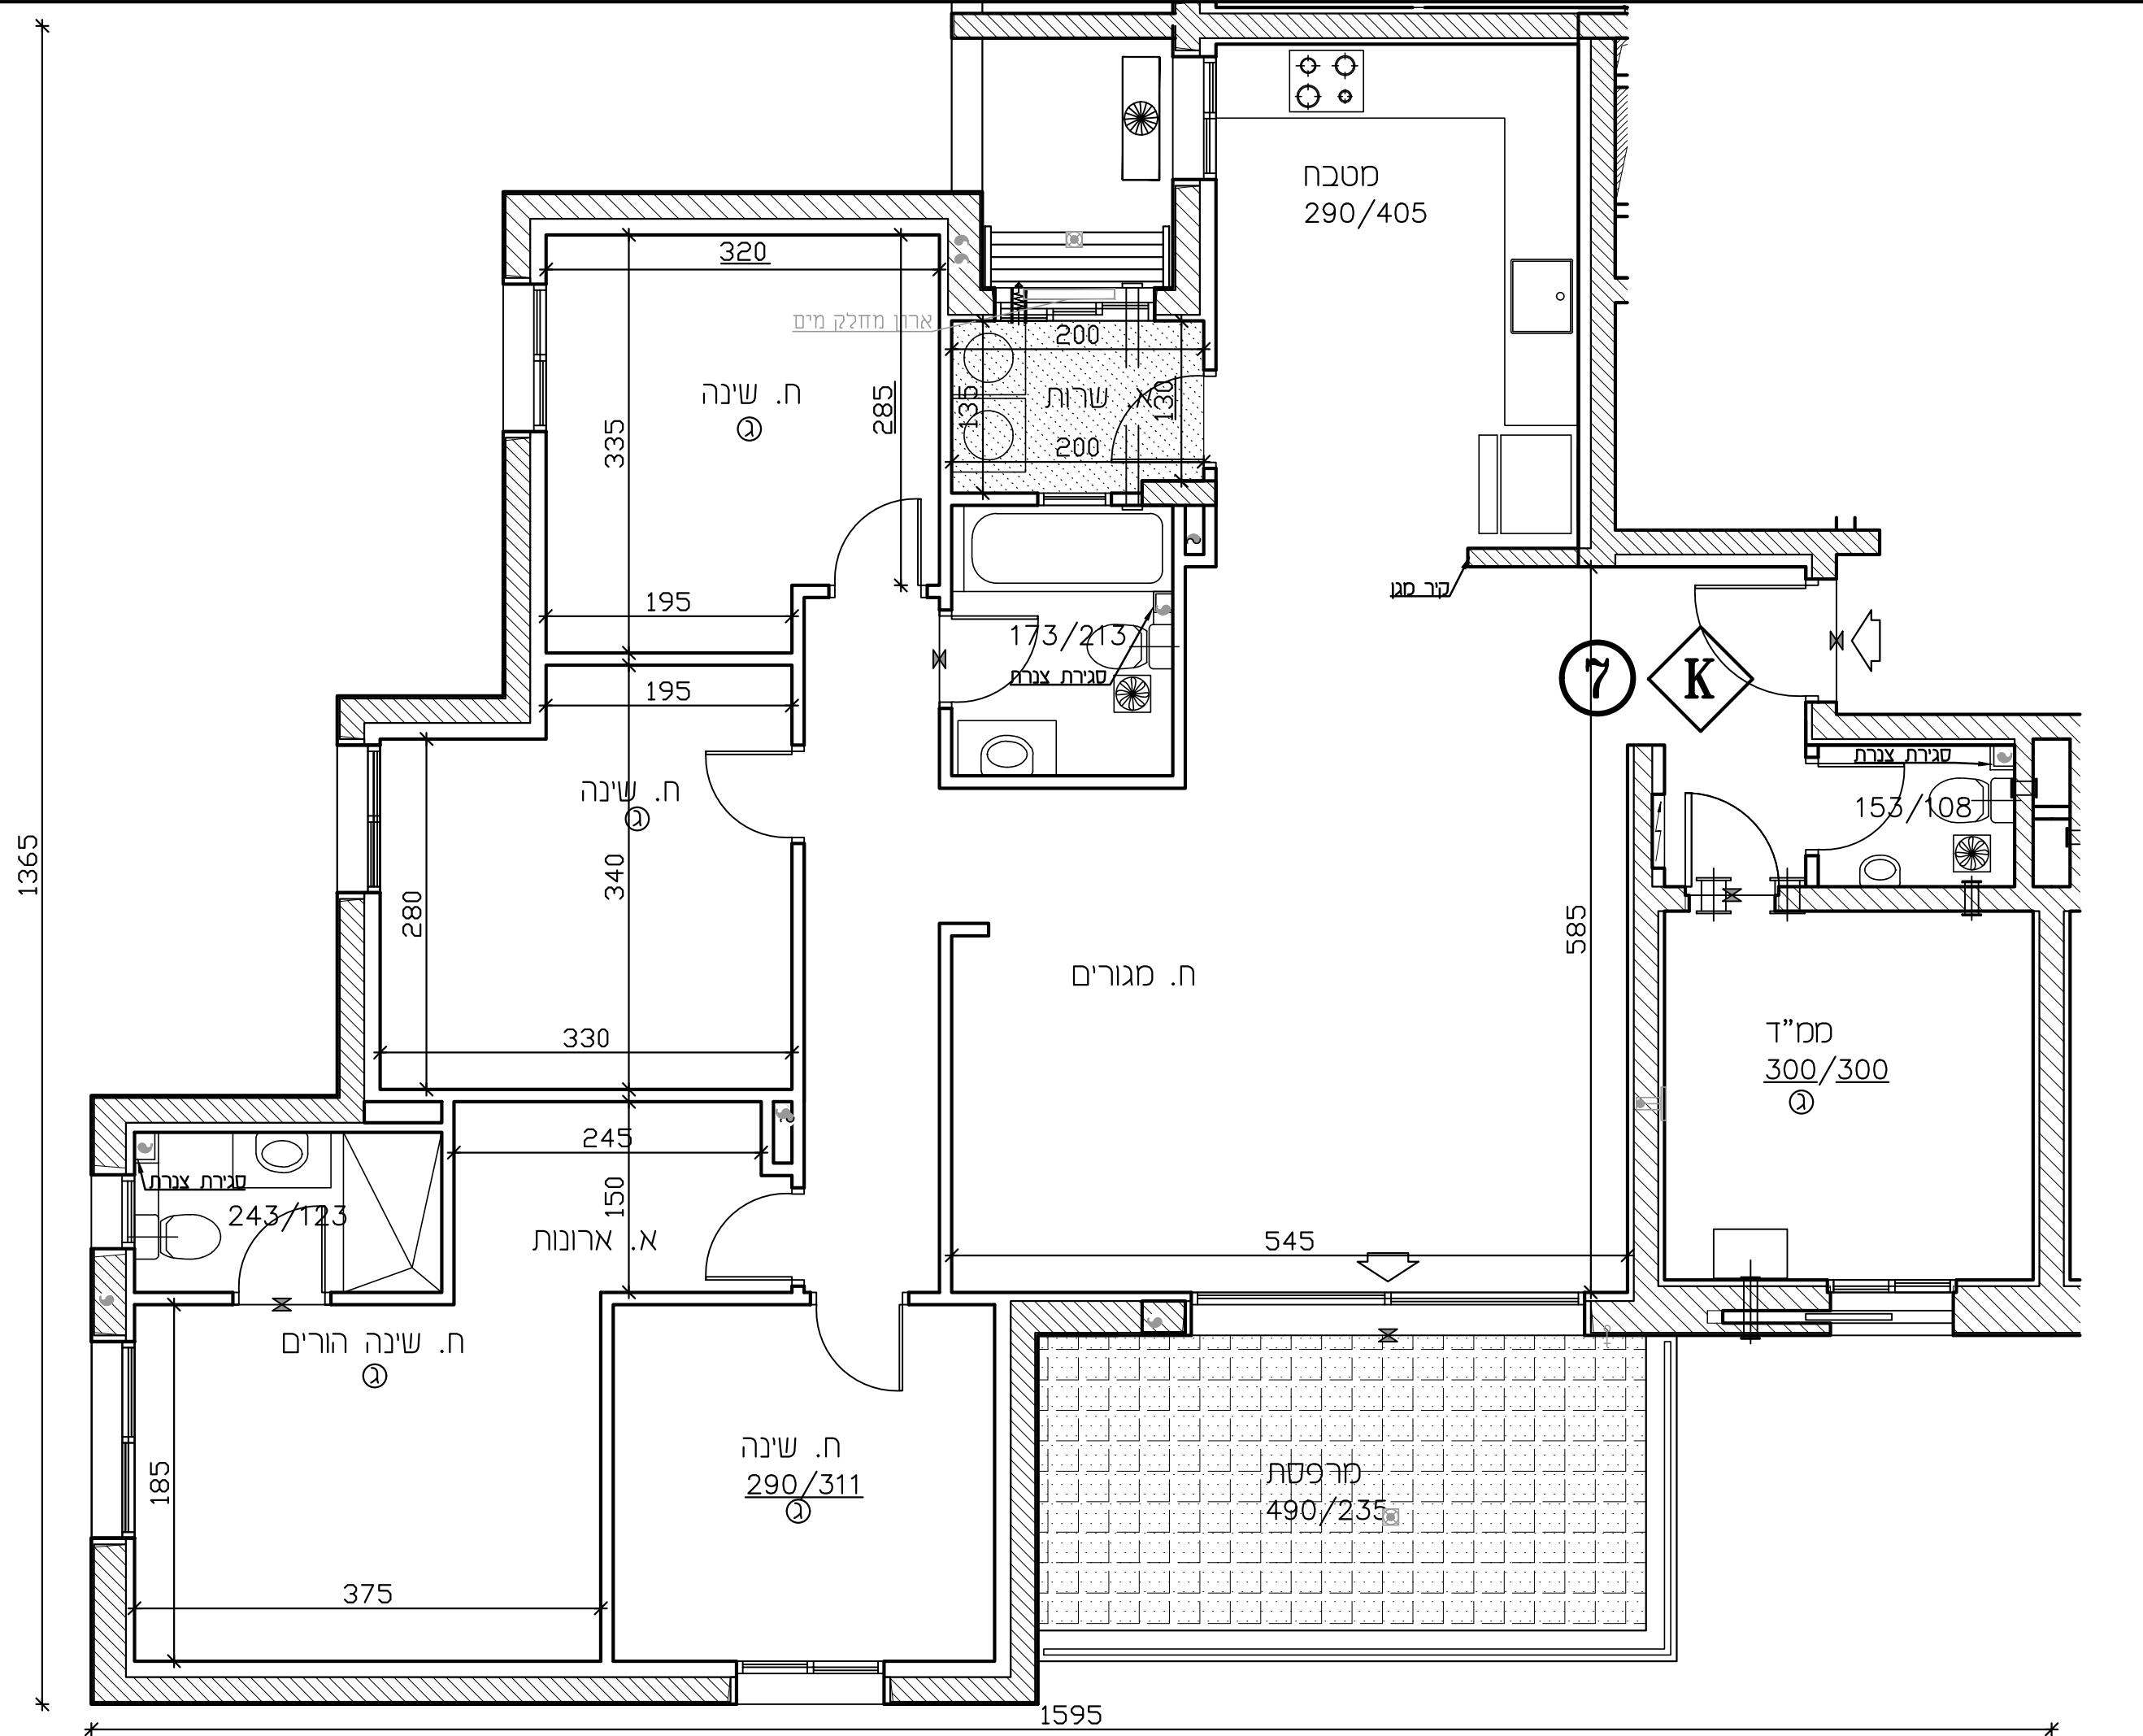 מטבח
290/405
320
ארון מחלק מים
200
ח. שינה
ג
335
285
135
א. שרות
130
200
קיר מגן
195
173/213
סגירת צנרת
7
K
195
ח. שינה
ג
סגירת צנרת
153/108
1365
340
280
585
ח. מגורים
330
ממ"ד
300/300
ג
245
סגירת צנרת
243/123
150
א. ארונות
545
ח. שינה הורים
ג
185
ח. שינה
290/311
ג
מרפסת
490/235
375
1595